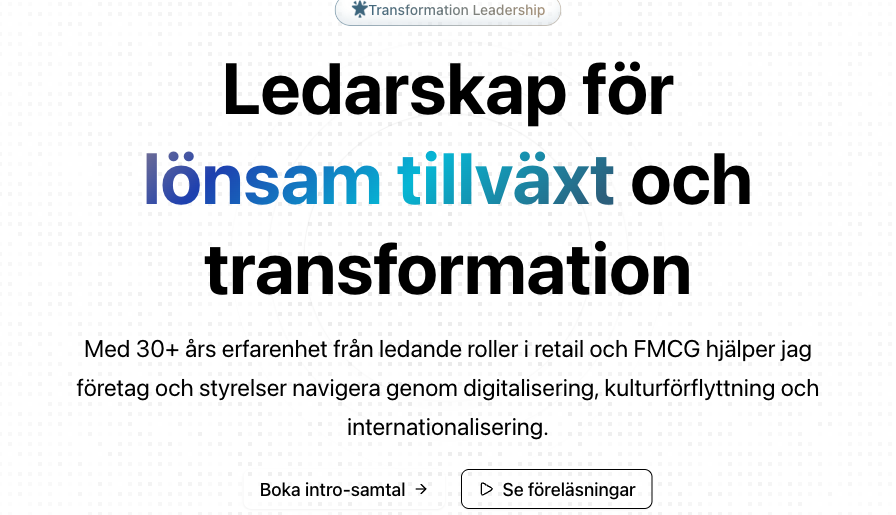 Transformation Leadership
Ledarskap för
lönsam tillväxt och
transformation
Med 30+ års erfarenhet från ledande roller i retail och FMCG hjälper jag
företag och styrelser navigera genom digitalisering, kulturförflyttning och
internationalisering.
Boka intro-samtal → Se föreläsningar